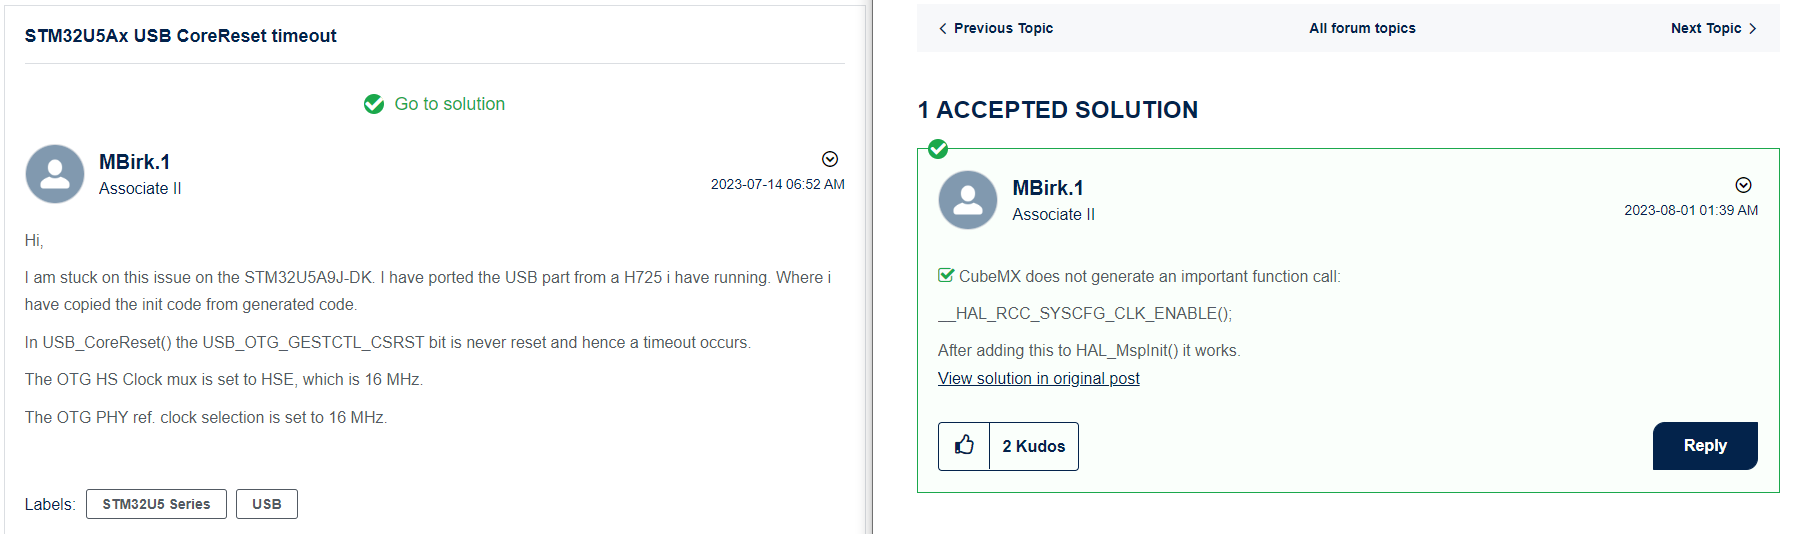 STM32U5Ax USB CoreReset timeout
Go to solution
MBirk.1
Associate II
2023-07-14 06:52 AM
Hi,
I am stuck on this issue on the STM32U5A9J-DK. I have ported the USB part from a H725 i have running. Where i
have copied the init code from generated code.
In USB_CoreReset() the USB_OTG_GESTCTL_CSRST bit is never reset and hence a timeout occurs.
The OTG HS Clock mux is set to HSE, which is 16 MHz.
The OTG PHY ref. clock selection is set to 16 MHz.
Labels: STM32U5 Series USB
Previous Topic All forum topics Next Topic
1 ACCEPTED SOLUTION
MBirk.1
Associate II
2023-08-01 01:39 AM
CubeMX does not generate an important function call:
__HAL_RCC_SYSCFG_CLK_ENABLE();
After adding this to HAL_MspInit() it works.
View solution in original post
2 Kudos
Reply